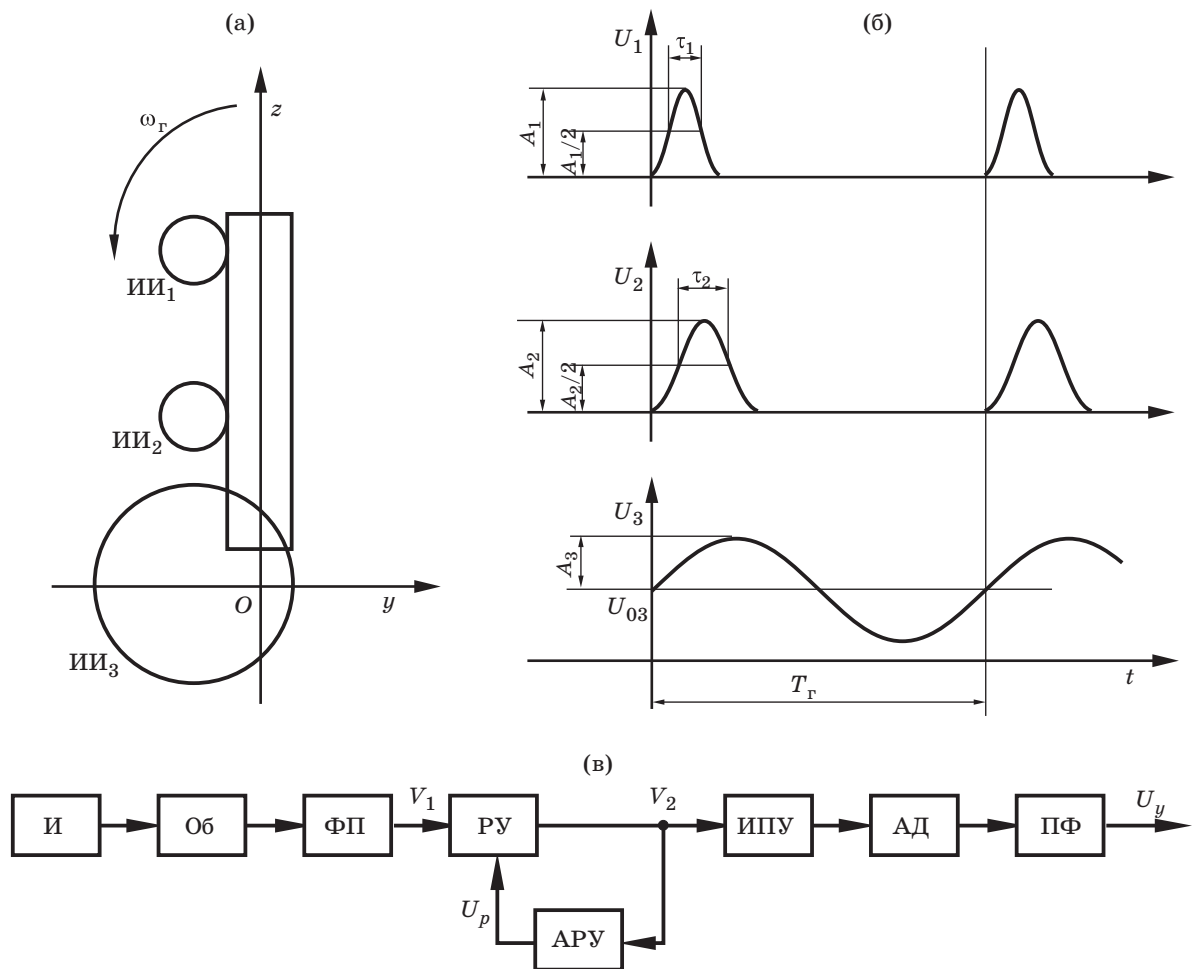 (а)
z
ω_г
ИИ_1
ИИ_2
O
y
ИИ_3
(б)
U_1
τ_1
A_1
A_1/2
U_2
τ_2
A_2
A_2/2
U_3
A_3
U_03
T_г
t
(в)
И
Об
ФП
V_1
РУ
V_2
ИПУ
АД
ПФ
U_y
U_p
АРУ